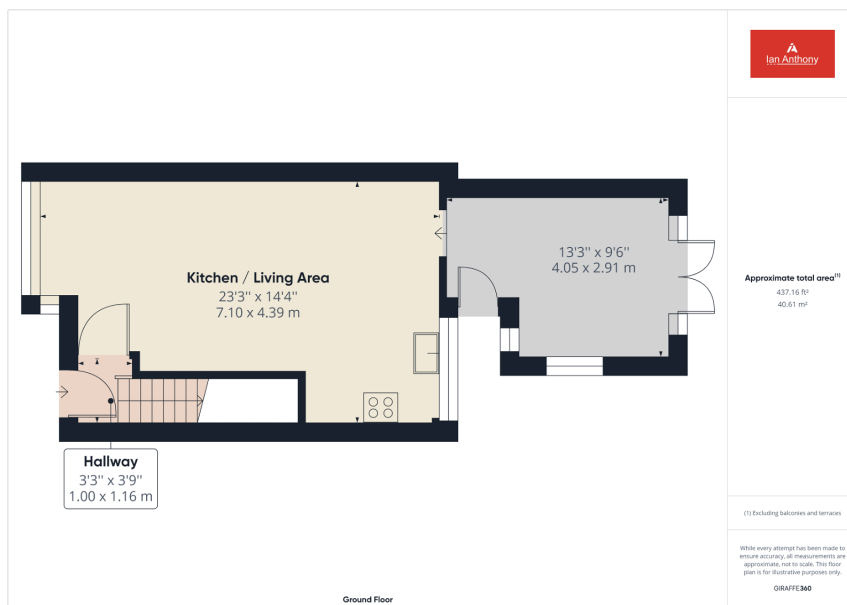 Ian Anthony
Kitchen / Living Area
23'3" x 14'4"
7.10 x 4.39 m
13'3" x 9'6"
4.05 x 2.91 m
Hallway
3'3" x 3'9"
1.00 x 1.16 m
Ground Floor
Approximate total area(1)
437.16 ft²
40.61 m²
(1) Excluding balconies and terraces
While every attempt has been made to
ensure accuracy, all measurements are
approximate, not to scale. This floor
plan is for illustrative purposes only.
GIRAFFE360